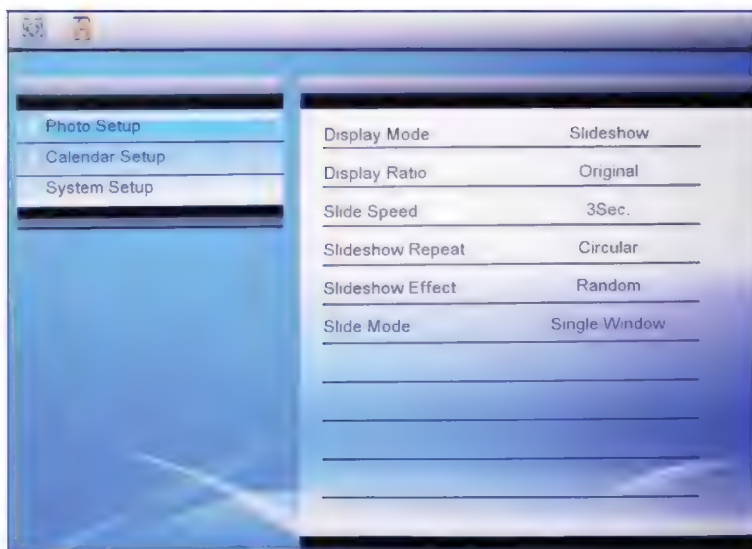 Photo Setup
Calendar Setup
System Setup
Display Mode Slideshow
Display Ratio Original
Slide Speed 3Sec.
Slideshow Repeat Circular
Slideshow Effect Random
Slide Mode Single Window